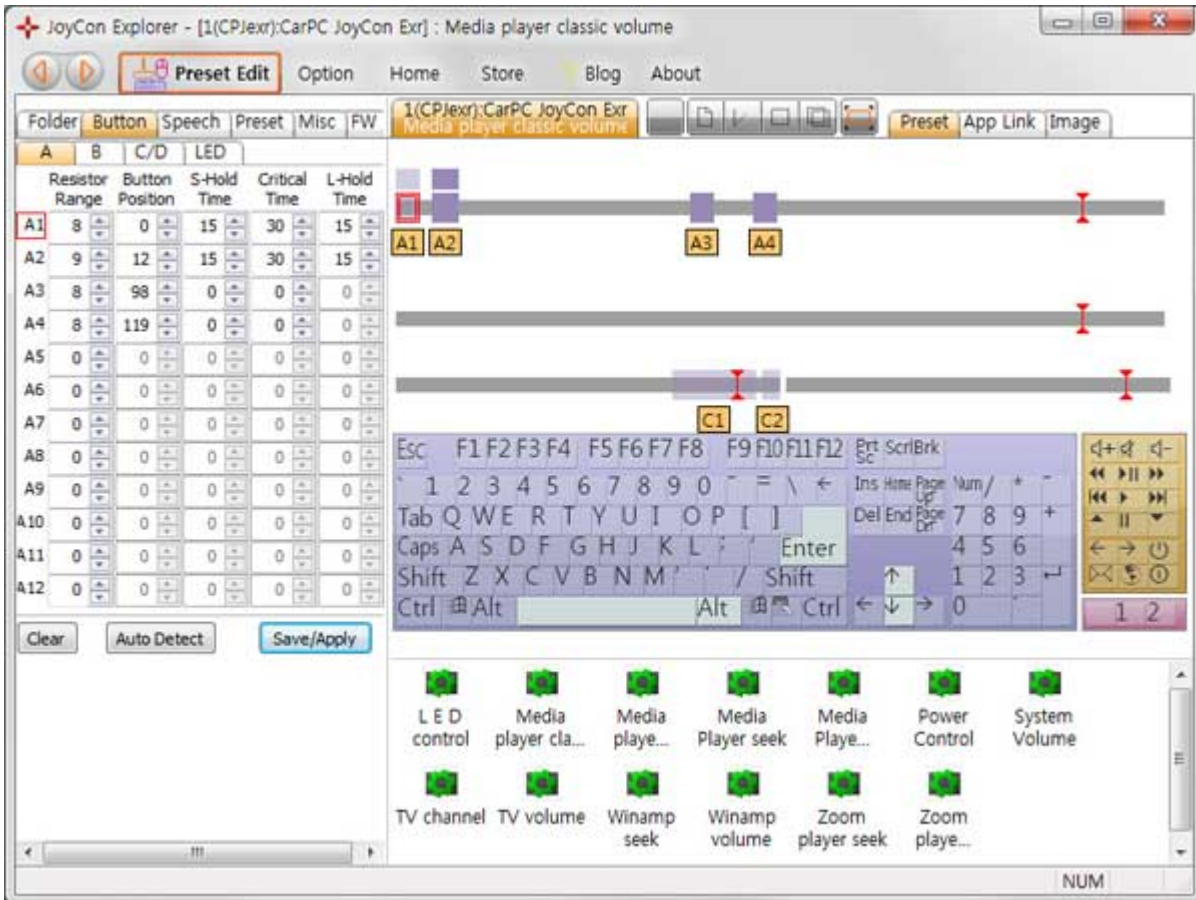 JoyCon Explorer - [1(CPJexr):CarPC JoyCon Exr] : Media player classic volume
Preset Edit Option Home Store Blog About
Folder Button Speech Preset Misc FW
1(CPJexr):CarPC JoyCon Exr
Media player classic volume
Preset App Link Image
A B C/D LED
Resistor Range Button Position S-Hold Time Critical Time L-Hold Time
A1 8 0 15 30 15
A2 9 12 15 30 15
A3 8 98 0 0 0
A4 8 119 0 0 0
A5 0 0 0 0 0
A6 0 0 0 0 0
A7 0 0 0 0 0
A8 0 0 0 0 0
A9 0 0 0 0 0
A10 0 0 0 0 0
A11 0 0 0 0 0
A12 0 0 0 0 0
Clear Auto Detect Save/Apply
A1 A2 A3 A4
C1 C2
Esc F1 F2 F3 F4 F5 F6 F7 F8 F9 F10 F11 F12 Prt Sc Scrl Brk
` 1 2 3 4 5 6 7 8 9 0 - = \ ← Ins Home Page Up Num / * -
Tab Q W E R T Y U I O P [ ] Del End Page Dn 7 8 9 +
Caps A S D F G H J K L ; ' Enter 4 5 6
Shift Z X C V B N M , . / Shift ↑ 1 2 3 ↵
Ctrl Alt Alt Ctrl ← ↓ → 0 .
1 2
L E D control
Media player cla...
Media playe...
Media Player seek
Media Playe...
Power Control
System Volume
TV channel
TV volume
Winamp seek
Winamp volume
Zoom player seek
Zoom playe...
NUM